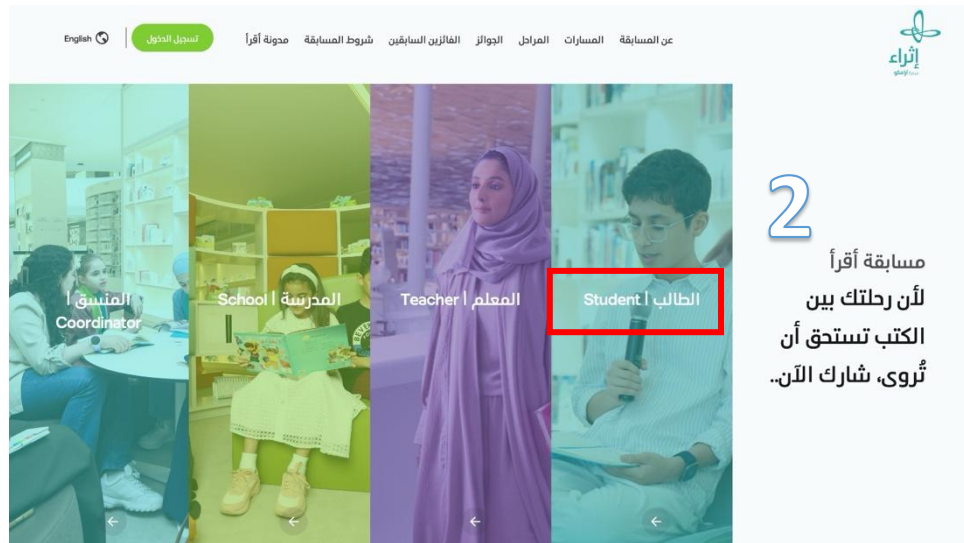 إثراء
عن المسابقة
المسارات
المراحل
الجوائز
الفائزين السابقين
شروط المسابقة
مدونة أقرأ
تسجيل الدخول
English
2
مسابقة أقرأ
لأن رحلتك بين
الكتب تستحق أن
تُروى، شارك الآن..
الطالب | Student
المعلم | Teacher
المدرسة | School
المنسق |
Coordinator